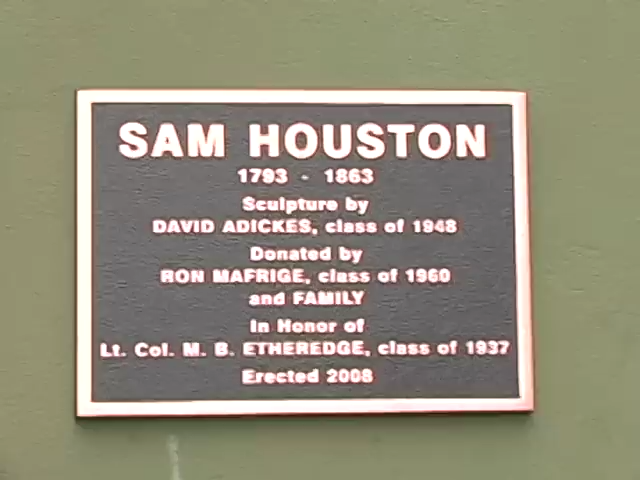 SAM HOUSTON
1793 - 1863
Sculpture by
DAVID ADICKES, class of 1948
Donated by
RON MAFRIGE, class of 1960
and FAMILY
In Honor of
Lt. Col. M. B. ETHEREDGE, class of 1937
Erected 2008